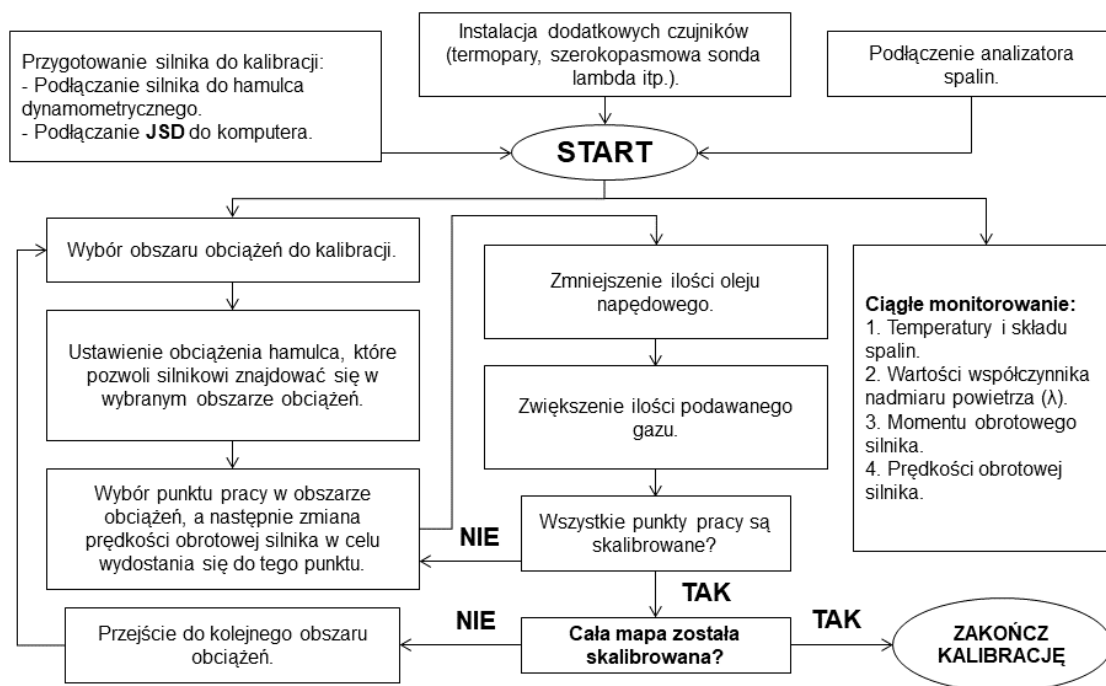 Przygotowanie silnika do kalibracji:
- Podłączanie silnika do hamulca
dynamometrycznego.
- Podłączanie JSD do komputera.
Instalacja dodatkowych czujników
(termopary, szerokopasmowa sonda
lambda itp.).
Podłączenie analizatora
spalin.
START
Wybór obszaru obciążeń do kalibracji.
Ustawienie obciążenia hamulca, które
pozwoli silnikowi znajdować się w
wybranym obszarze obciążeń.
Wybór punktu pracy w obszarze
obciążeń, a następnie zmiana
prędkości obrotowej silnika w celu
wydostania się do tego punktu.
Zmniejszenie ilości oleju
napędowego.
Zwiększenie ilości podawanego
gazu.
Wszystkie punkty pracy są
skalibrowane?
NIE
TAK
Ciągłe monitorowanie:
1. Temperatury i składu
spalin.
2. Wartości współczynnika
nadmiaru powietrza (λ).
3. Momentu obrotowego
silnika.
4. Prędkości obrotowej
silnika.
Przejście do kolejnego obszaru
obciążeń.
NIE
Cała mapa została
skalibrowana?
TAK
ZAKOŃCZ
KALIBRACJĘ